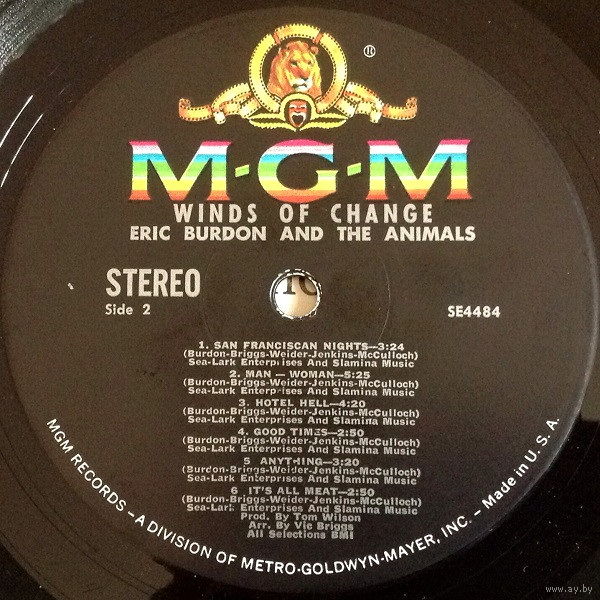 ®
M-G-M
WINDS OF CHANGE
ERIC BURDON AND THE ANIMALS
STEREO
Side 2
SE4484
1. SAN FRANCISCAN NIGHTS—3:24
(Burdon-Briggs-Weider-Jenkins-McCulloch)
Sea-Lark Enterprises And Slamina Music
2. MAN — WOMAN—5:25
(Burdon-Briggs-Weider-Jenkins-McCulloch)
Sea-Lark Enterprises And Slamina Music
3. HOTEL HELL—4:20
(Burdon-Briggs-Weider-Jenkins-McCulloch)
Sea-Lark Enterprises And Slamina Music
4. GOOD TIMES—2:50
(Burdon-Briggs-Weider-Jenkins-McCulloch)
Sea-Lark Enterprises And Slamina Music
5 ANYTHING—3:20
(Burdon-Briggs-Weider-Jenkins-McCulloch)
Sea-Lark Enterprises And Slamina Music
6 IT'S ALL MEAT—2:50
(Burdon-Briggs-Weider-Jenkins-McCulloch)
Sea-Lark Enterprises And Slamina Music
Prod. By Tom Wilson
Arr. By Vic Briggs
All Selections BMI
MGM RECORDS – A DIVISION OF METRO-GOLDWYN-MAYER, INC. – Made in U.S.A.
www.ay.by